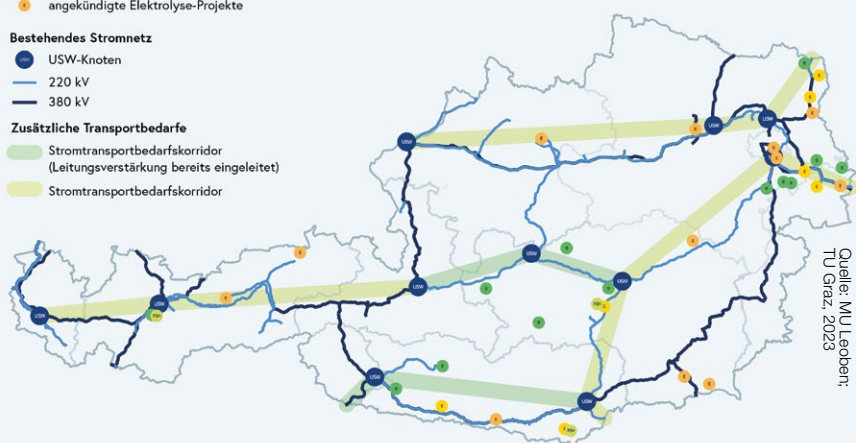 angekündigte Elektrolyse-Projekte
Bestehendes Stromnetz
USW USW-Knoten
220 kV
380 kV
Zusätzliche Transportbedarfe
Stromtransportbedarfskorridor
(Leitungsverstärkung bereits eingeleitet)
Stromtransportbedarfskorridor
USW
USW
USW
USW
USW
USW
USW
USW
USW
USW
Quelle: MU Leoben;
TU Graz, 2023